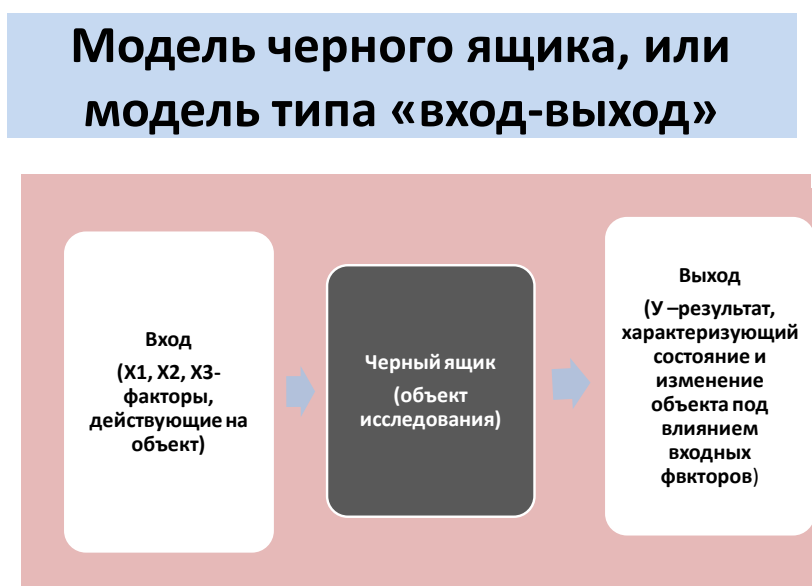 Модель черного ящика, или
модель типа «вход-выход»
Вход
(Х1, Х2, Х3-
факторы,
действующие на
объект)
Черный ящик
(объект
исследования)
Выход
(У –результат,
характеризующий
состояние и
изменение
объекта под
влиянием
входных
фвкторов)